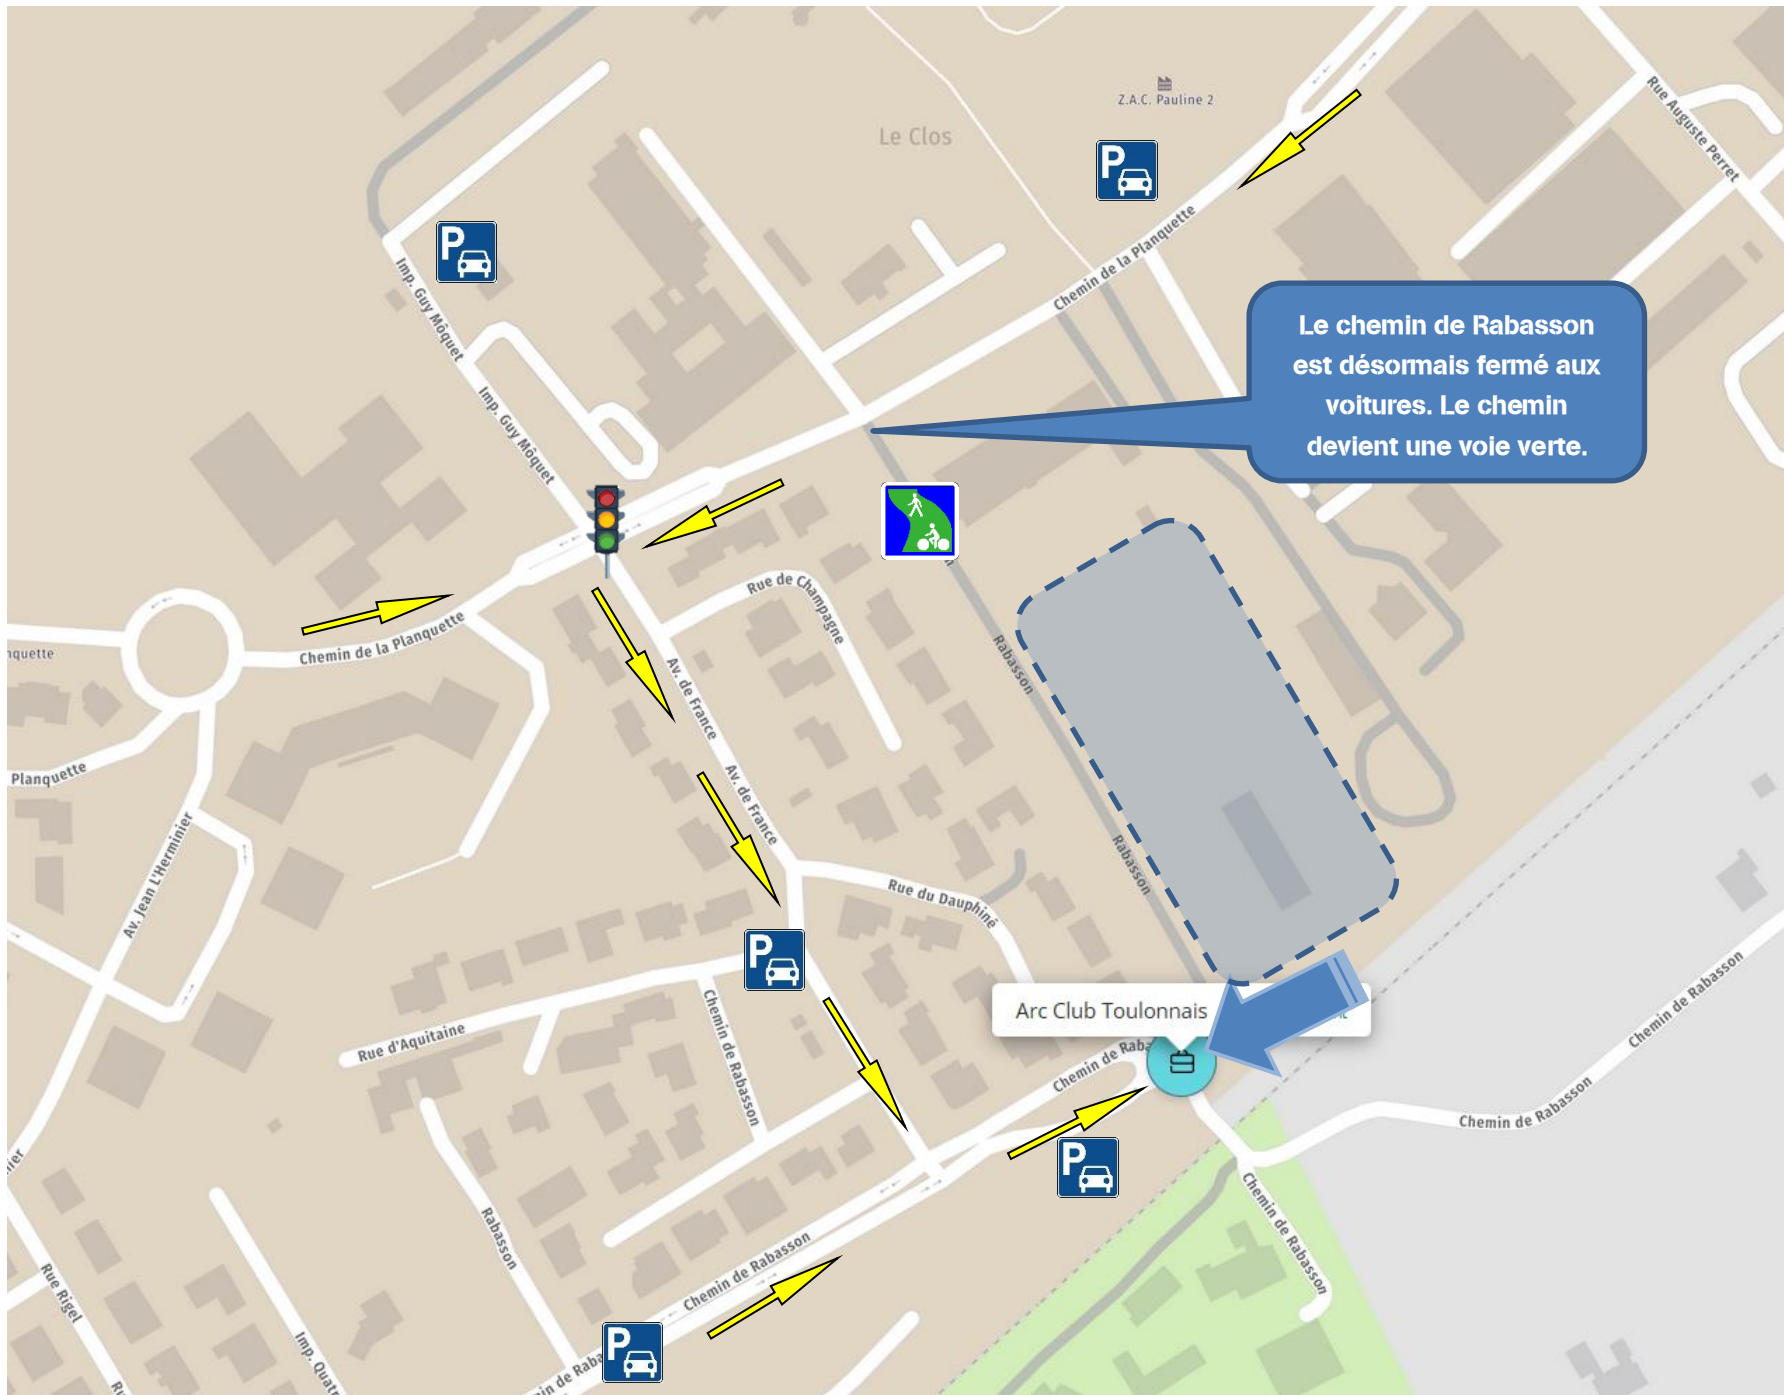 Z.A.C. Pauline 2
Rue Auguste Perret
Le Clos
P
P
Chemin de la Planquette
Imp. Guy Môquet
Le chemin de Rabasson
est désormais fermé aux
voitures. Le chemin
devient une voie verte.
Imp. Guy Môquet
Rue de Champagne
Chemin de la Planquette
Rabasson
Av. de France
Planquette
Av. de France
Av. Jean L'Herminier
Rabasson
Rue du Dauphiné
P
Chemin de Rabasson
Arc Club Toulonnais
Rue d'Aquitaine
Chemin de Rabasson
Chemin de Raba
Chemin de Rabasson
P
Chemin de Rabasson
Rabasson
Chemin de Rabasson
Rue Rigel
P